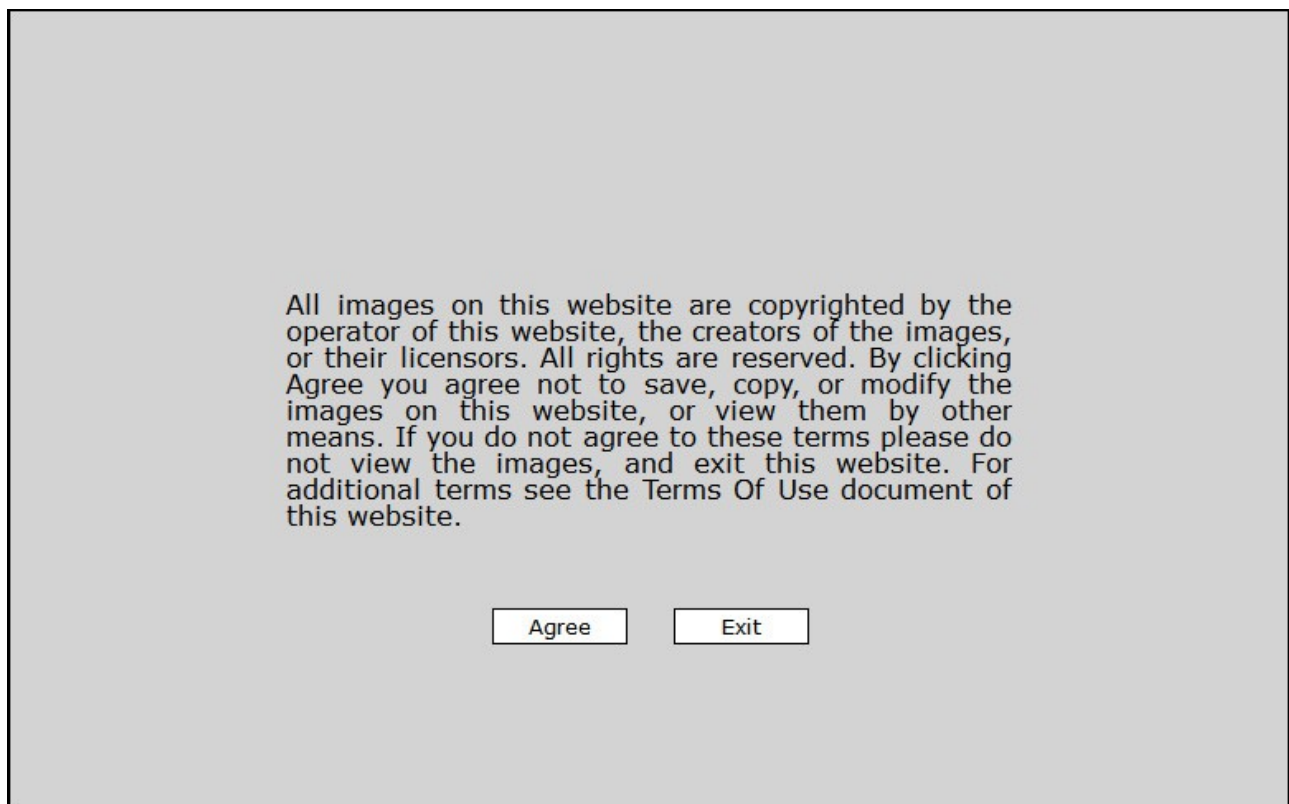 All images on this website are copyrighted by the
operator of this website, the creators of the images,
or their licensors. All rights are reserved. By clicking
Agree you agree not to save, copy, or modify the
images on this website, or view them by other
means. If you do not agree to these terms please do
not view the images, and exit this website. For
additional terms see the Terms Of Use document of
this website.
Agree Exit